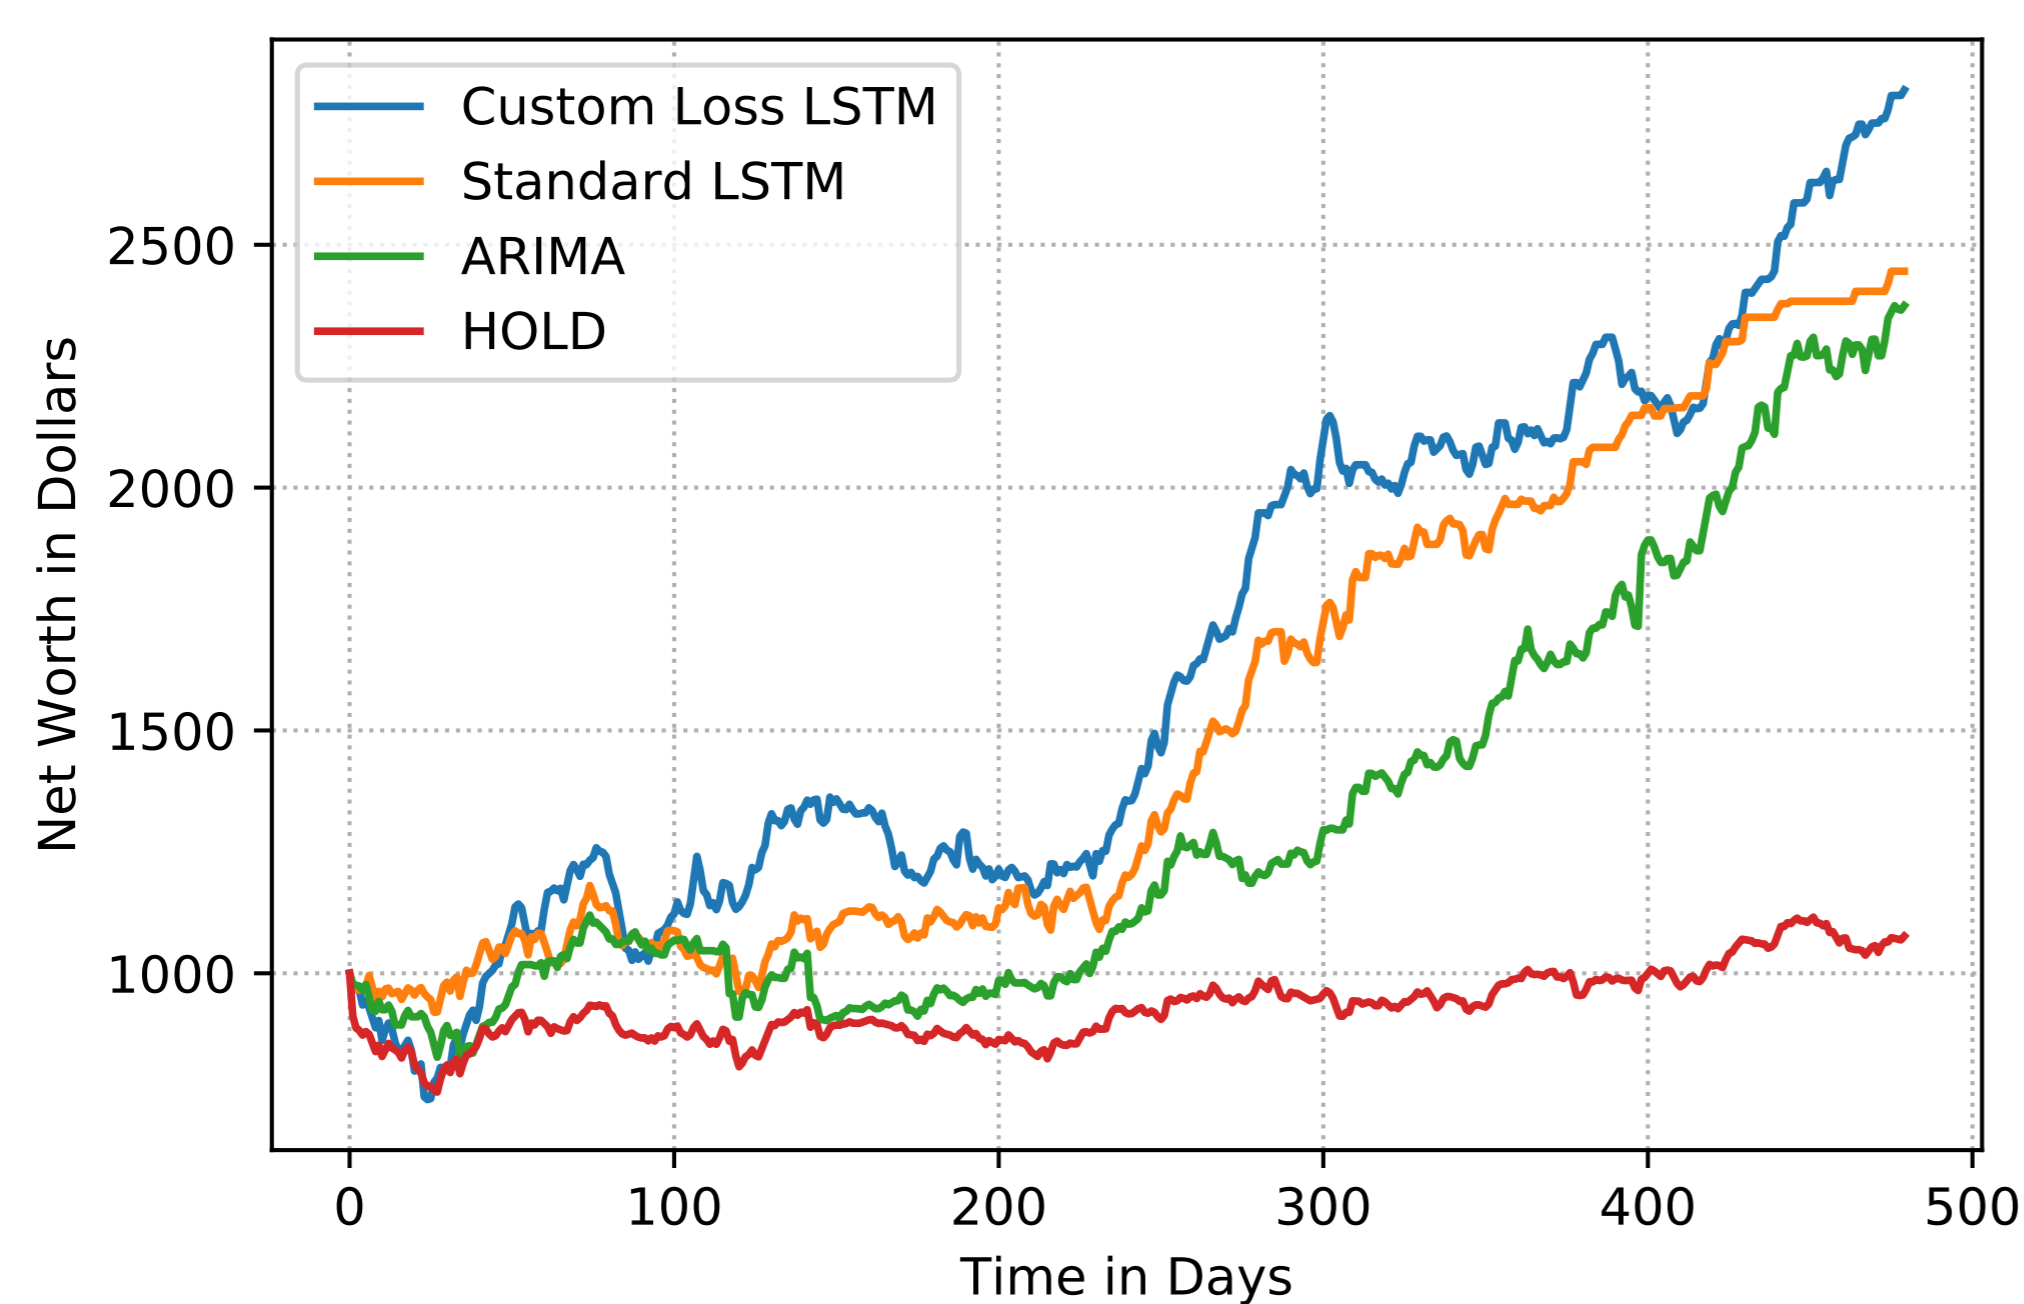 Custom Loss LSTM
Standard LSTM
ARIMA
HOLD
2500
2000
1500
1000
Net Worth in Dollars
0 100 200 300 400 500
Time in Days